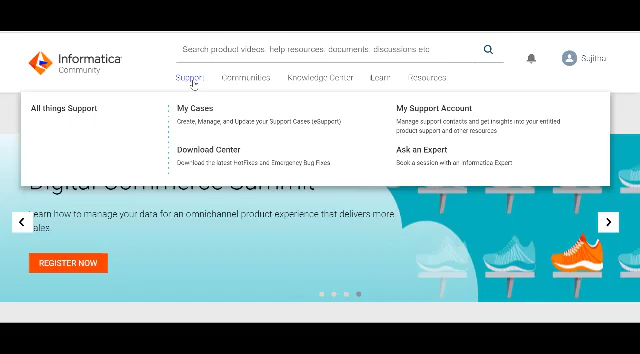 Informatica
Community
Search product videos, help resources, documents, discussions etc
Sujitha
Support
Communities
Knowledge Center
Learn
Resources
All things Support
My Cases
Create, Manage, and Update your Support Cases (eSupport)
My Support Account
Manage support contacts and get insights into your entitled
product support and other resources
Download Center
Download the latest HotFixes and Emergency Bug Fixes
Ask an Expert
Book a session with an Informatica Expert
Digital Commerce Summit
Learn how to manage your data for an omnichannel product experience that delivers more
ales.
REGISTER NOW